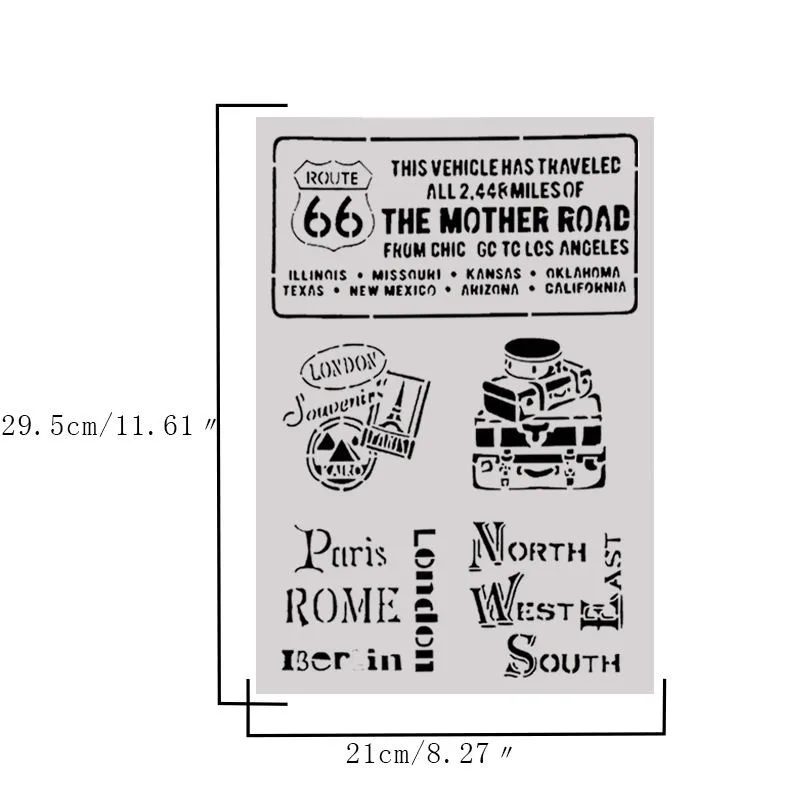 ROUTE
66
THIS VEHICLE HAS TRAVELED
ALL 2,448 MILES OF
THE MOTHER ROAD
FROM CHIC GO TO LOS ANGELES
ILLINOIS • MISSOURI • KANSAS • OKLAHOMA
TEXAS • NEW MEXICO • ARIZONA • CALIFORNIA
LONDON
Souvenir
KAIRO
29.5cm/11.61″
Paris
ROME
Berlin
London
NORTH
WEST
EAST
SOUTH
21cm/8.27″